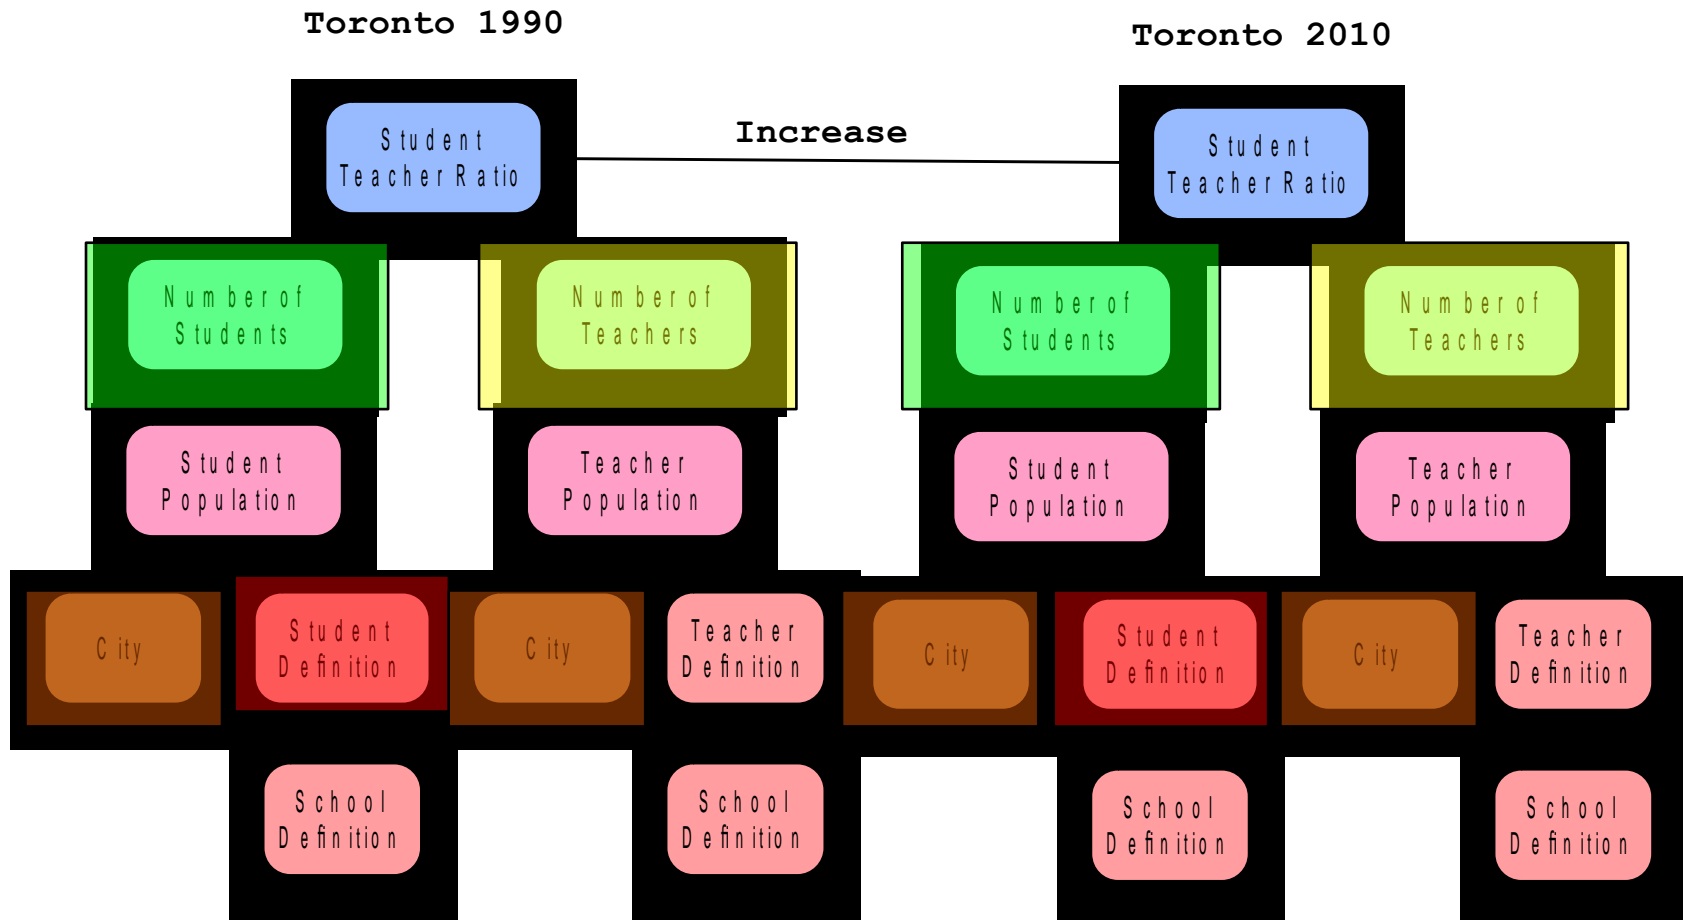 Toronto 1990
Toronto 2010
Student
Teacher Ratio
Increase
Student
Teacher Ratio
Number of
Students
Number of
Teachers
Number of
Students
Number of
Teachers
Student
Population
Teacher
Population
Student
Population
Teacher
Population
City
Student
Definition
City
Teacher
Definition
City
Student
Definition
City
Teacher
Definition
School
Definition
School
Definition
School
Definition
School
Definition